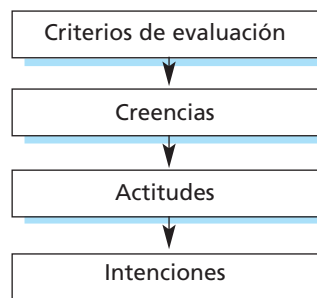 Criterios de evaluación
Creencias
Actitudes
Intenciones